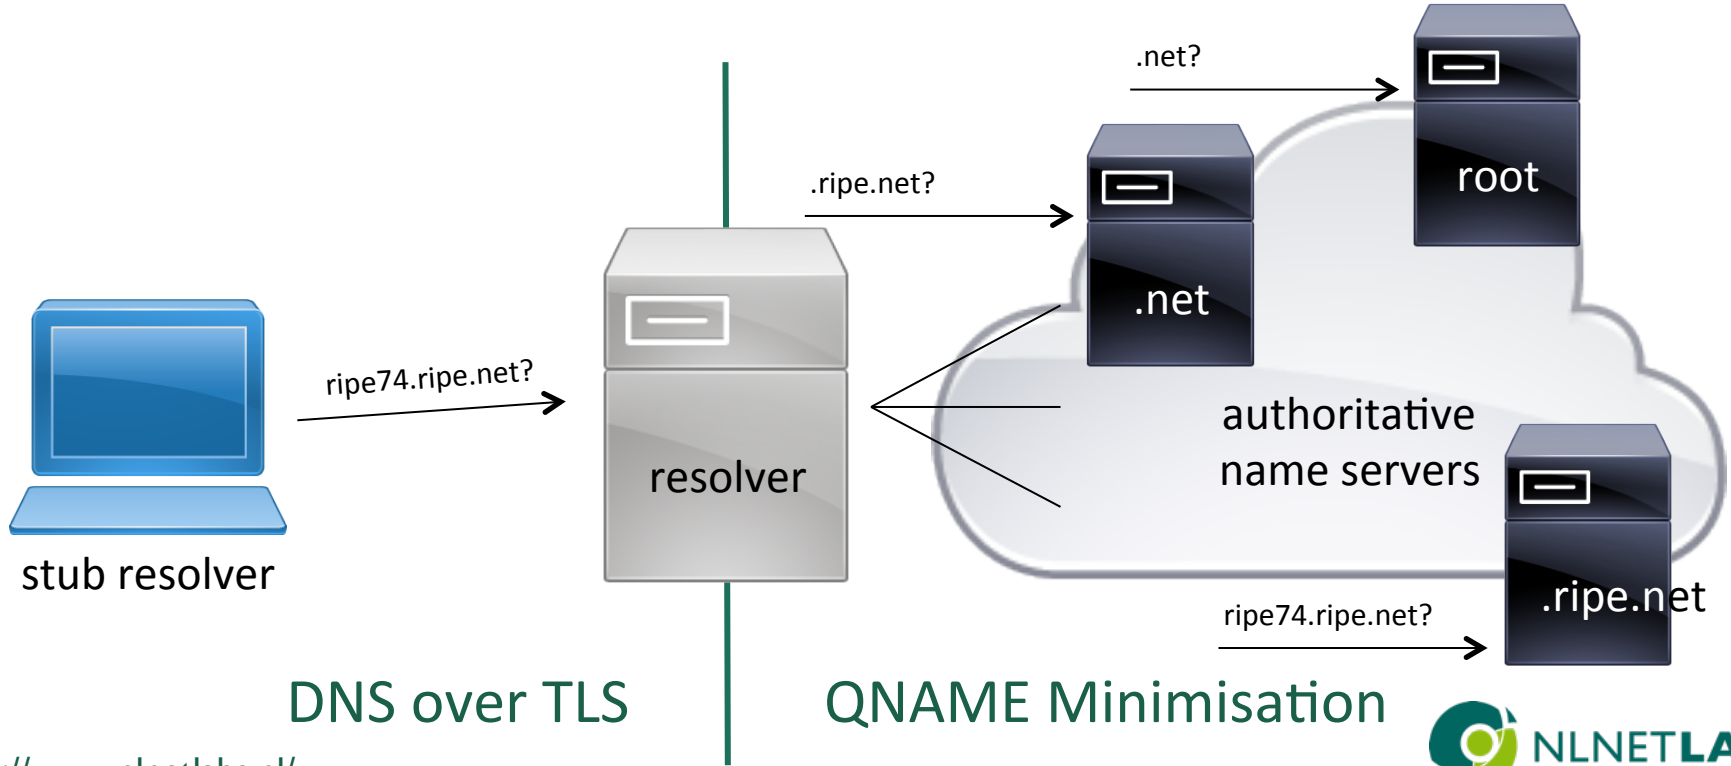 .net?
root
.ripe.net?
.net
ripe74.ripe.net?
authoritative
name servers
resolver
stub resolver
.ripe.net
ripe74.ripe.net?
DNS over TLS
QNAME Minimisation
NLNETLA